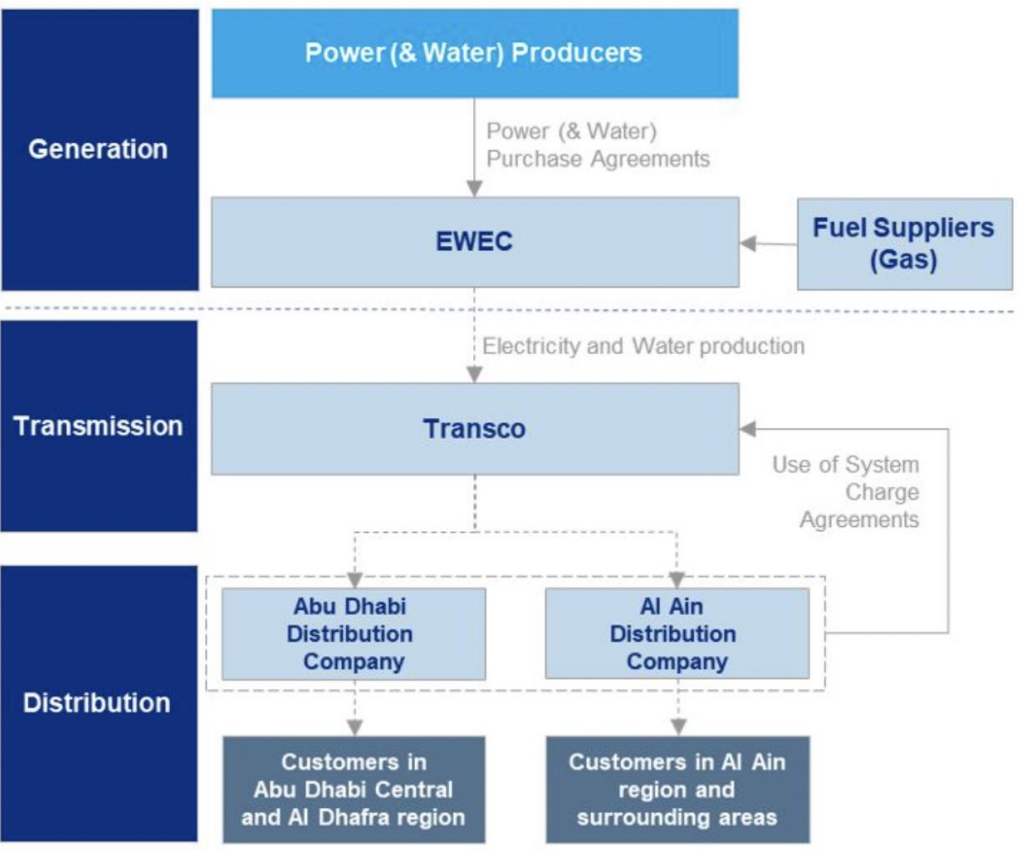 Generation
Power (& Water) Producers
Power (& Water)
Purchase Agreements
EWEC
Fuel Suppliers
(Gas)
Transmission
Electricity and Water production
Transco
Use of System
Charge
Agreements
Distribution
Abu Dhabi
Distribution
Company
Al Ain
Distribution
Company
Customers in
Abu Dhabi Central
and Al Dhafra region
Customers in Al Ain
region and
surrounding areas